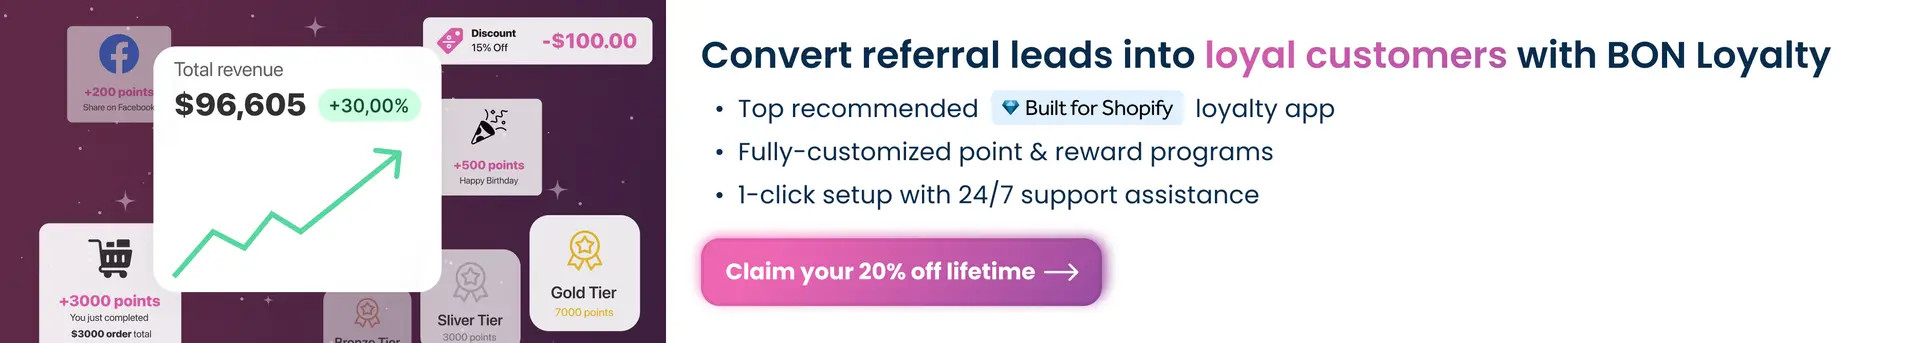 +200 points
Share on Facebook
Total revenue
$96,605 +30,00%
Discount
15% Off
-$100.00
+500 points
Happy Birthday
+3000 points
You just completed
$3000 order total
Bronze Tier
Sliver Tier
3000 points
Gold Tier
7000 points
Convert referral leads into loyal customers with BON Loyalty
• Top recommended Built for Shopify loyalty app
• Fully-customized point & reward programs
• 1-click setup with 24/7 support assistance
Claim your 20% off lifetime →